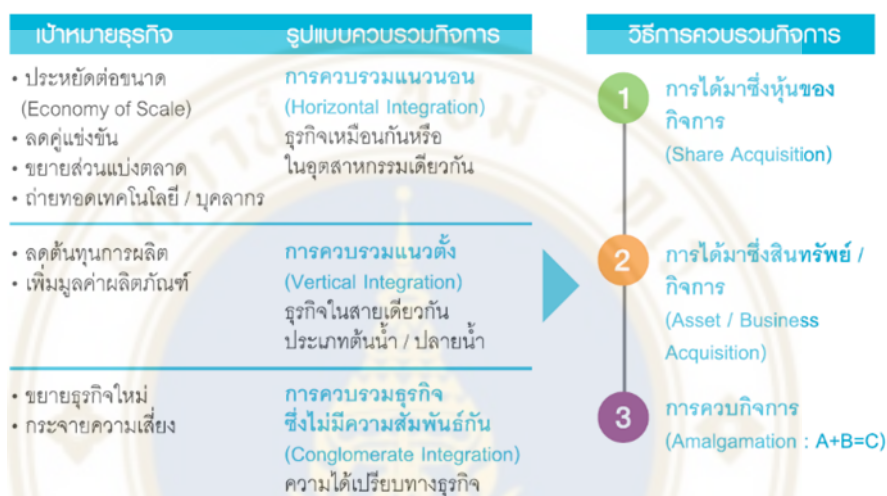 เป้าหมายธุรกิจ
รูปแบบควบรวมกิจการ
• ประหยัดต่อขนาด
(Economy of Scale)
• ลดคู่แข่งขัน
• ขยายส่วนแบ่งตลาด
• ถ่ายทอดเทคโนโลยี / บุคลากร
การควบรวมแนวนอน
(Horizontal Integration)
ธุรกิจเหมือนกันหรือ
ในอุตสาหกรรมเดียวกัน
• ลดต้นทุนการผลิต
• เพิ่มมูลค่าผลิตภัณฑ์
การควบรวมแนวตั้ง
(Vertical Integration)
ธุรกิจในสายเดียวกัน
ประเภทต้นน้ำ / ปลายน้ำ
• ขยายธุรกิจใหม่
• กระจายความเสี่ยง
การควบรวมธุรกิจ
ซึ่งไม่มีความสัมพันธ์กัน
(Conglomerate Integration)
ความได้เปรียบทางธุรกิจ
วิธีการควบรวมกิจการ
1
การได้มาซึ่งหุ้นของ
กิจการ
(Share Acquisition)
2
การได้มาซึ่งสินทรัพย์ /
กิจการ
(Asset / Business
Acquisition)
3
การควบกิจการ
(Amalgamation : A+B=C)